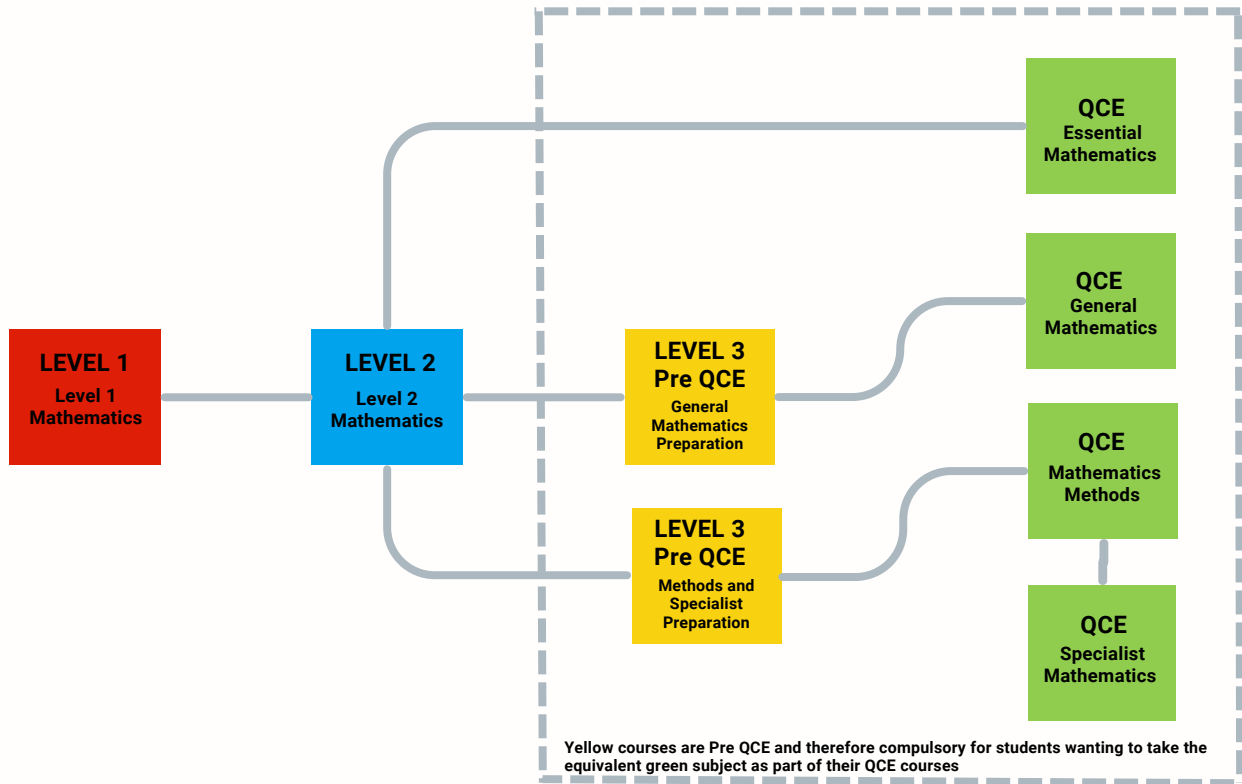 QCE
Essential
Mathematics
QCE
General
Mathematics
LEVEL 1
Level 1
Mathematics
LEVEL 2
Level 2
Mathematics
LEVEL 3
Pre QCE
General
Mathematics
Preparation
QCE
Mathematics
Methods
LEVEL 3
Pre QCE
Methods and
Specialist
Preparation
QCE
Specialist
Mathematics
Yellow courses are Pre QCE and therefore compulsory for students wanting to take the
equivalent green subject as part of their QCE courses